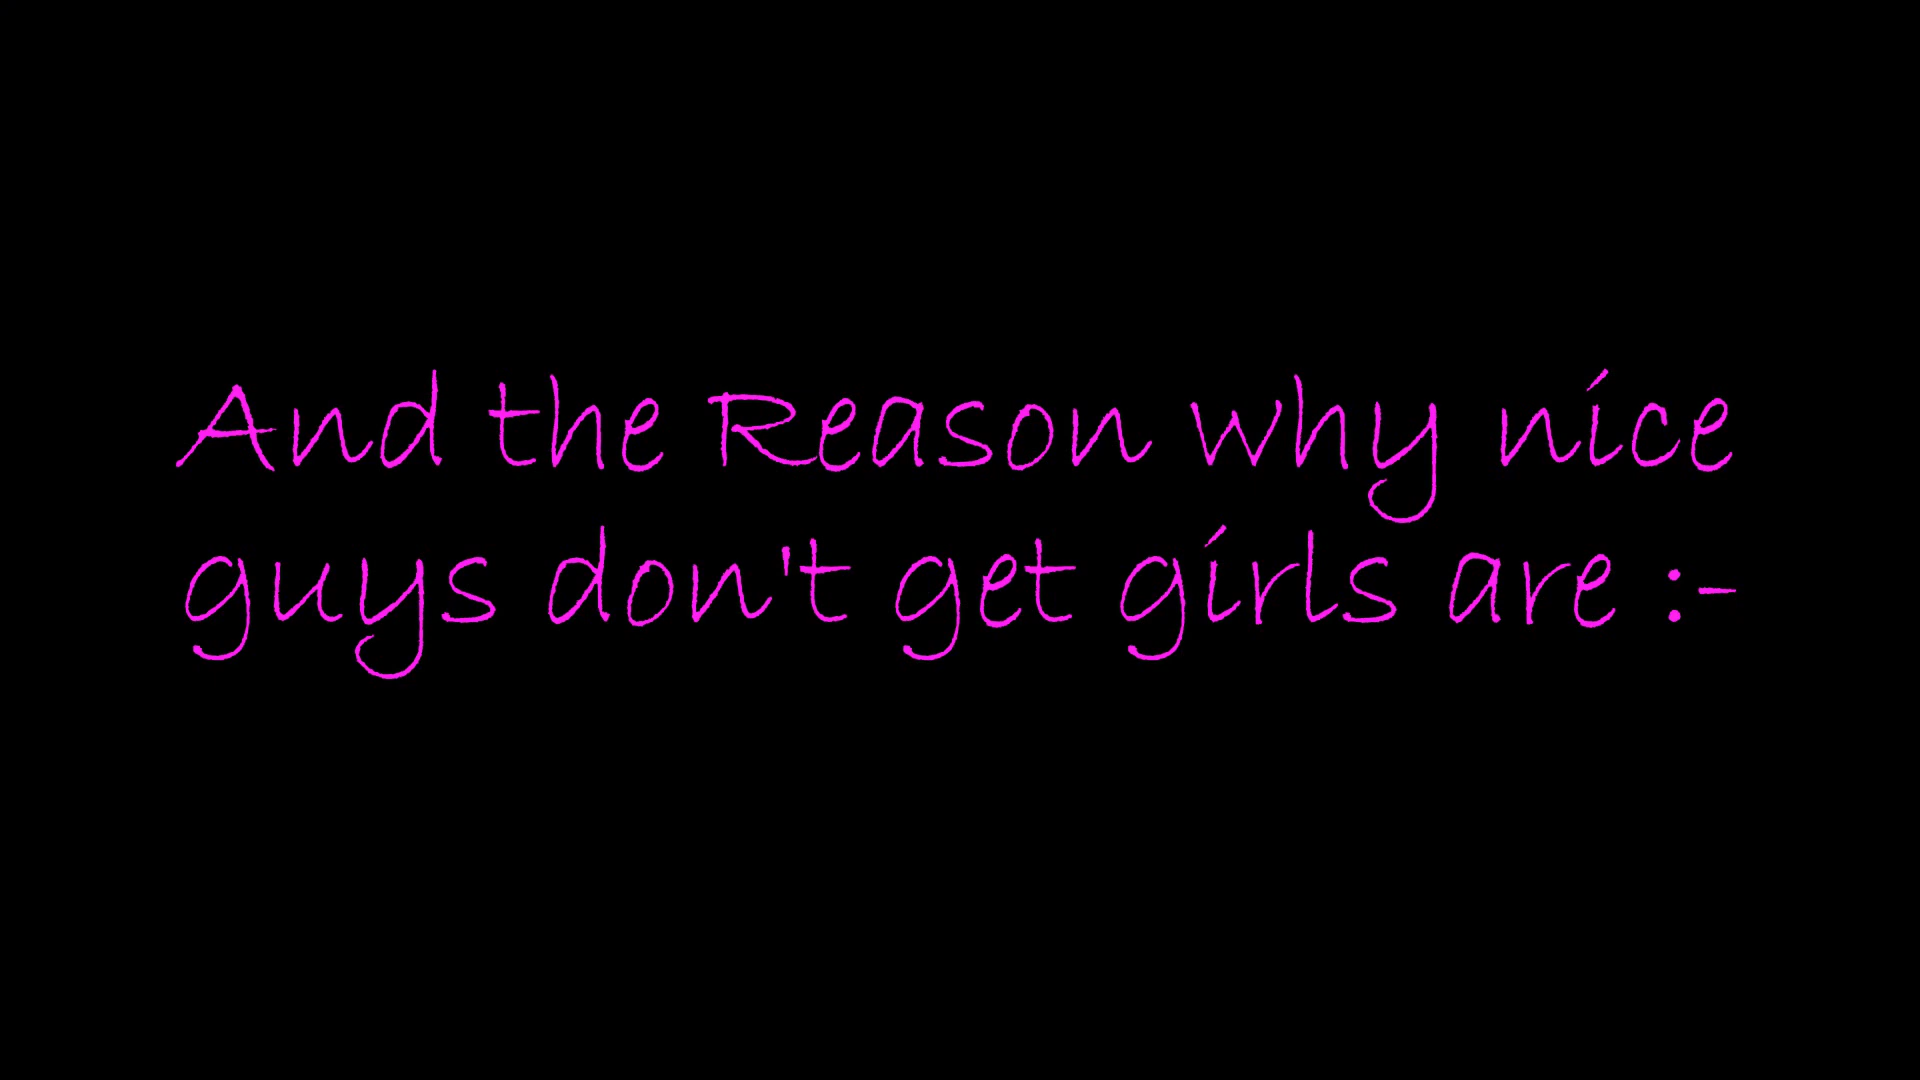 And the Reason why nice
guys don't get girls are :-